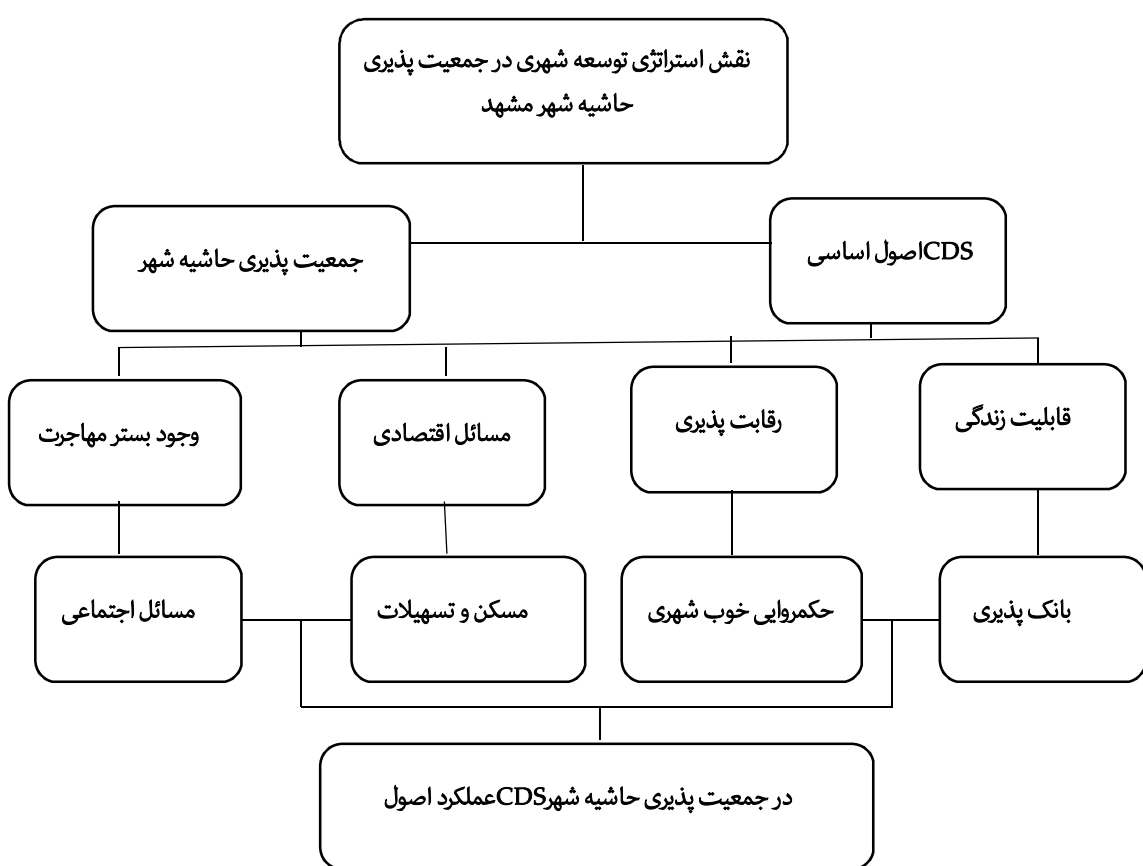 نقش استراتژی توسعه شهری در جمعیت پذیری
حاشیه شهر مشهد
CDSاصول اساسی
جمعیت پذیری حاشیه شهر
قابلیت زندگی
رقابت پذیری
مسائل اقتصادی
وجود بستر مهاجرت
بانک پذیری
حکمروایی خوب شهری
مسکن و تسهیلات
مسائل اجتماعی
در جمعیت پذیری حاشیه شهرCDSعملکرد اصول